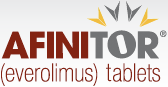 AFINITOR®
(everolimus) tablets